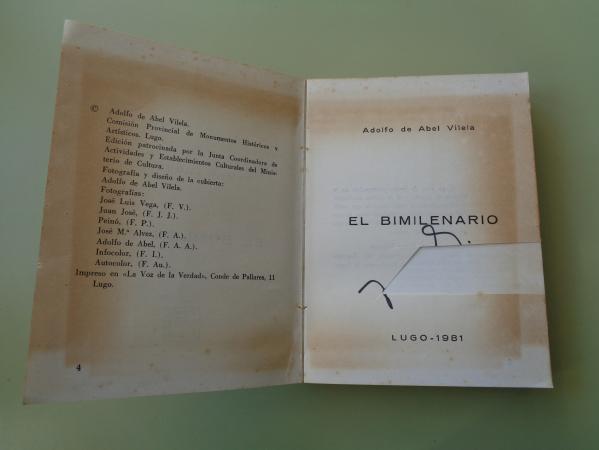 © Adolfo de Abel Vilela.
Comisión Provincial de Monumentos Históricos y
Artísticos. Lugo.
Edición patrocinada por la Junta Coordinadora de
Actividades y Establecimientos Culturales del Minis-
terio de Cultura.
Fotografía y diseño de la cubierta:
Adolfo de Abel Vilela.
Fotografías:
José Luis Vega, (F. V.).
Juan José, (F. J. J.).
Peinó, (F. P.).
José M.ª Alvez, (F. A.).
Adolfo de Abel, (F. A. A.).
Infocolor, (F. I.).
Autocolor, (F. Au.).
Impreso en «La Voz de la Verdad», Conde de Pallares, 11
Lugo.
4
Adolfo de Abel Vilela
EL BIMILENARIO
LUGO-1981